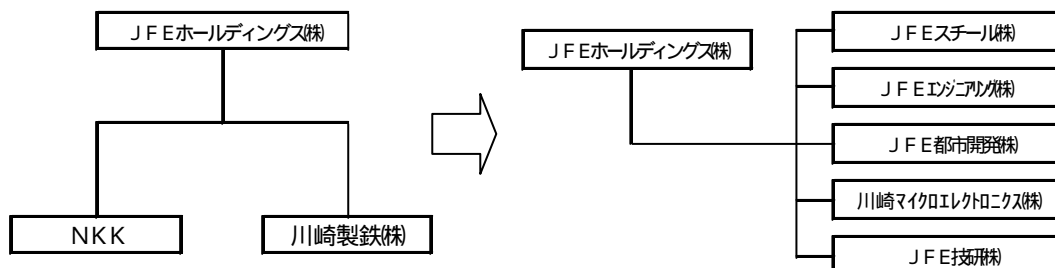 ＪＦＥホールディングス㈱
ＮＫＫ
川崎製鉄㈱
ＪＦＥホールディングス㈱
ＪＦＥスチール㈱
ＪＦＥエンジニアリング㈱
ＪＦＥ都市開発㈱
川崎マイクロエレクトロニクス㈱
ＪＦＥ技研㈱